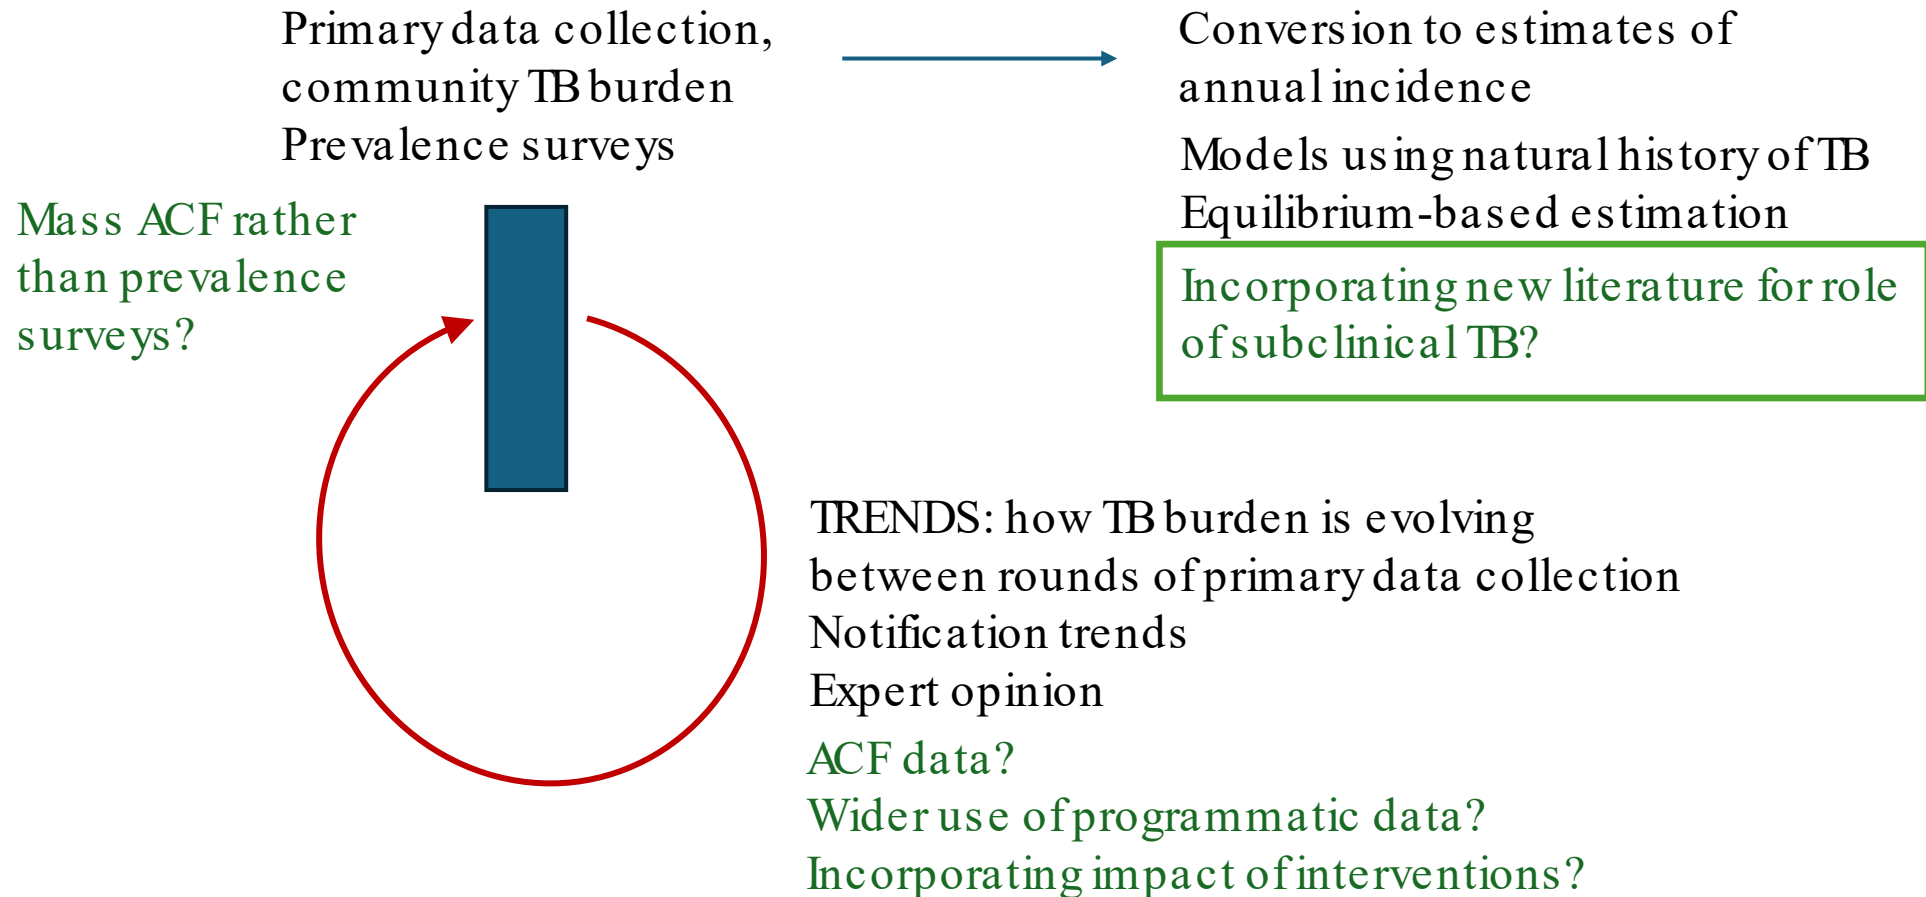 Primary data collection,
community TB burden
Prevalence surveys
Conversion to estimates of
annual incidence
Models using natural history of TB
Equilibrium-based estimation
Incorporating new literature for role
of subclinical TB?
Mass ACF rather
than prevalence
surveys?
TRENDS: how TB burden is evolving
between rounds of primary data collection
Notification trends
Expert opinion
ACF data?
Wider use of programmatic data?
Incorporating impact of interventions?